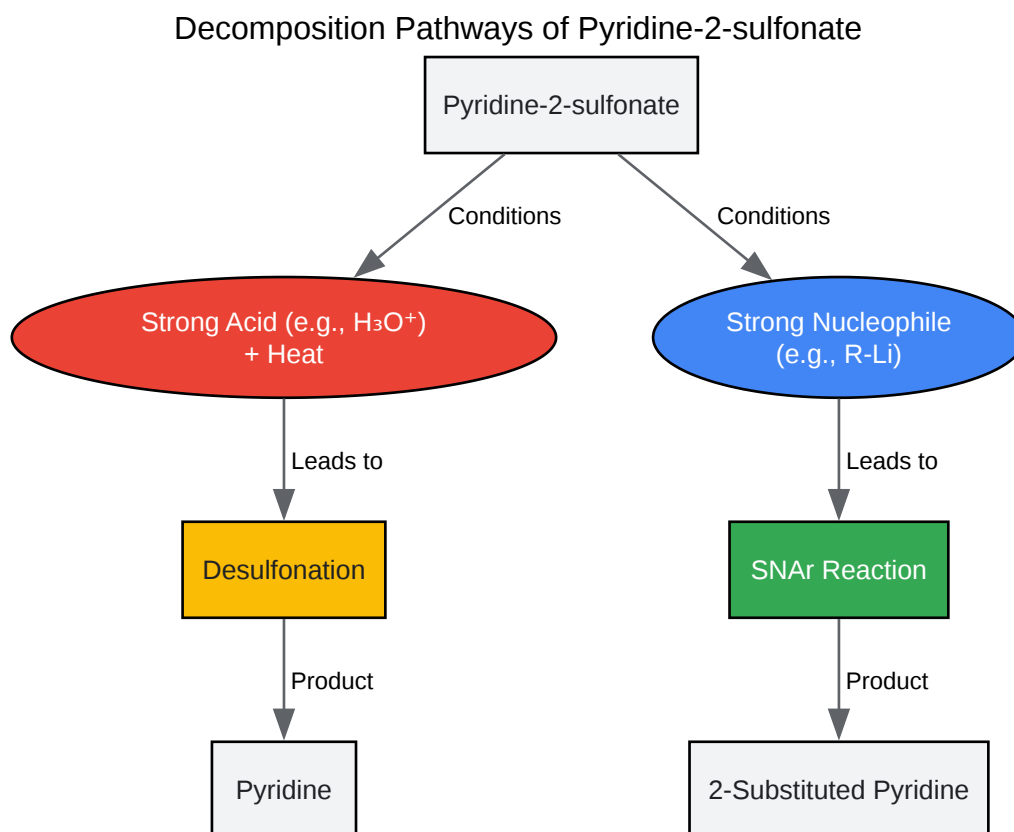 Decomposition Pathways of Pyridine-2-sulfonate
Pyridine-2-sulfonate
Conditions
Conditions
Strong Acid (e.g., H₃O⁺)
+ Heat
Strong Nucleophile
(e.g., R-Li)
Leads to
Leads to
Desulfonation
SNAr Reaction
Product
Product
Pyridine
2-Substituted Pyridine